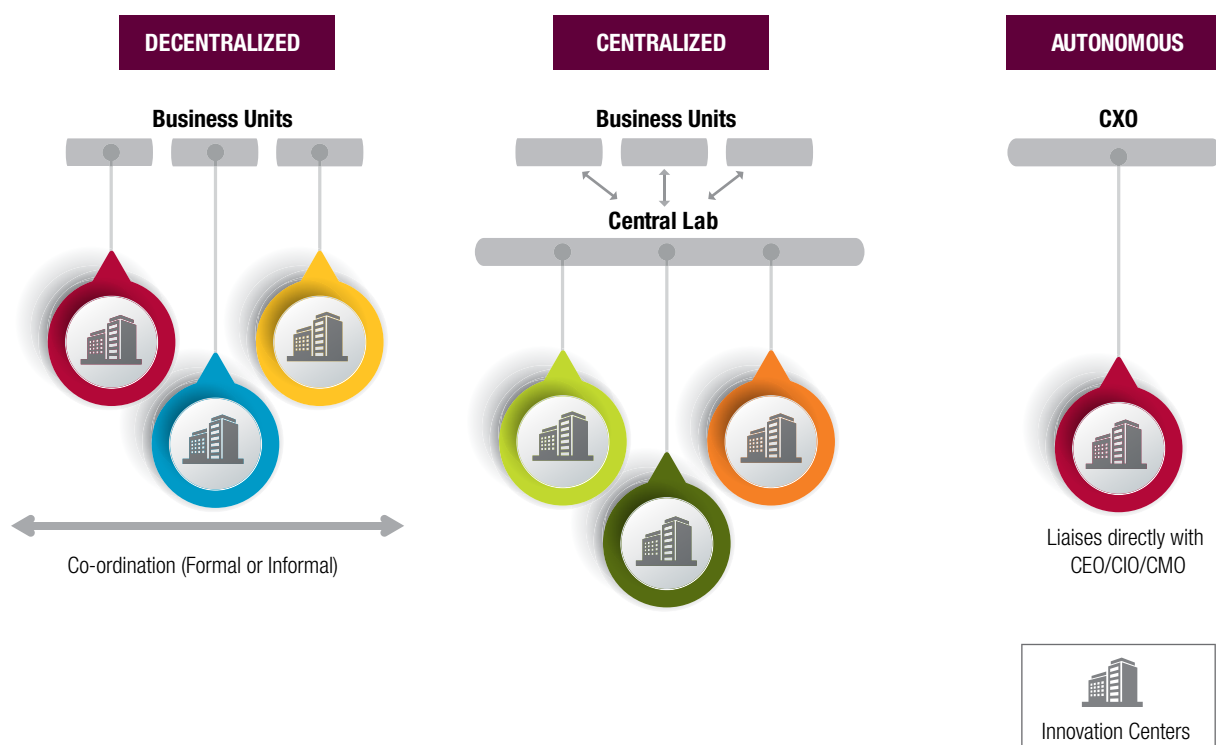 DECENTRALIZED
Business Units
Co-ordination (Formal or Informal)
CENTRALIZED
Business Units
Central Lab
AUTONOMOUS
CXO
Liaises directly with
CEO/CIO/CMO
Innovation Centers